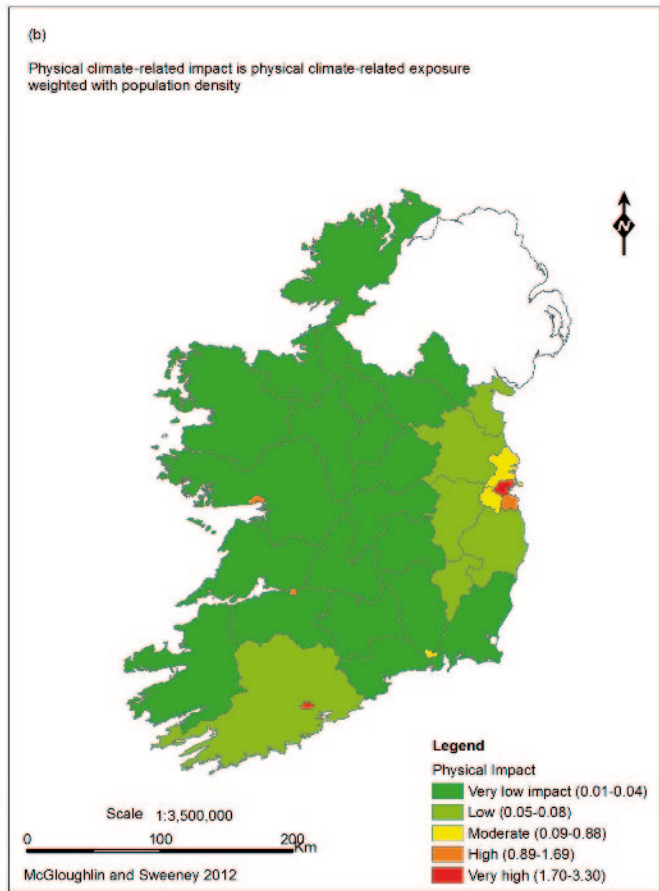 (b)
Physical climate-related impact is physical climate-related exposure
weighted with population density
N
Legend
Physical Impact
Very low impact (0.01-0.04)
Low (0.05-0.08)
Moderate (0.09-0.88)
High (0.89-1.69)
Very high (1.70-3.30)
Scale 1:3,500,000
0 100 200
Km
McGloughlin and Sweeney 2012